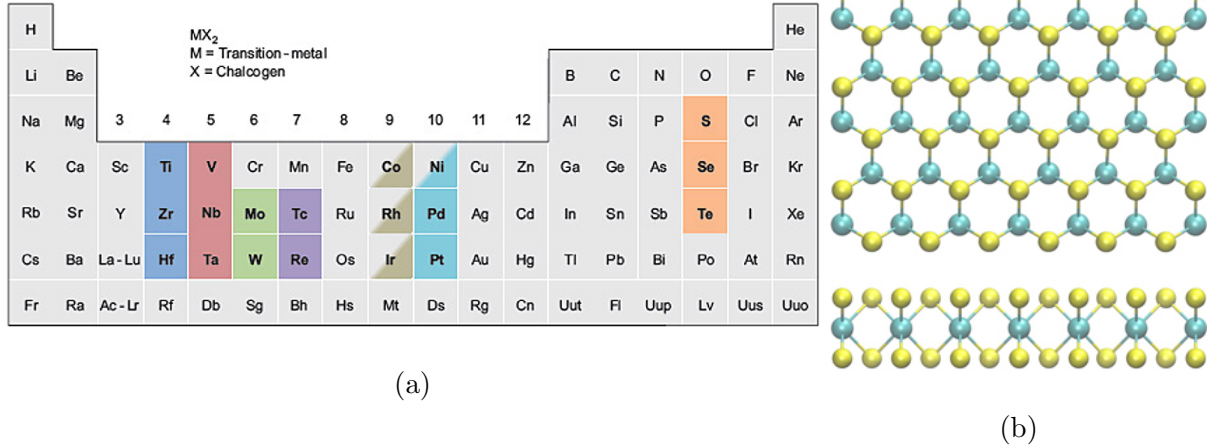 H He
MX2
M = Transition-metal
X = Chalcogen
Li Be B C N O F Ne
Na Mg 3 4 5 6 7 8 9 10 11 12 Al Si P S Cl Ar
K Ca Sc Ti V Cr Mn Fe Co Ni Cu Zn Ga Ge As Se Br Kr
Rb Sr Y Zr Nb Mo Tc Ru Rh Pd Ag Cd In Sn Sb Te I Xe
Cs Ba La-Lu Hf Ta W Re Os Ir Pt Au Hg Tl Pb Bi Po At Rn
Fr Ra Ac-Lr Rf Db Sg Bh Hs Mt Ds Rg Cn Uut Fl Uup Lv Uus Uuo
(a)
(b)